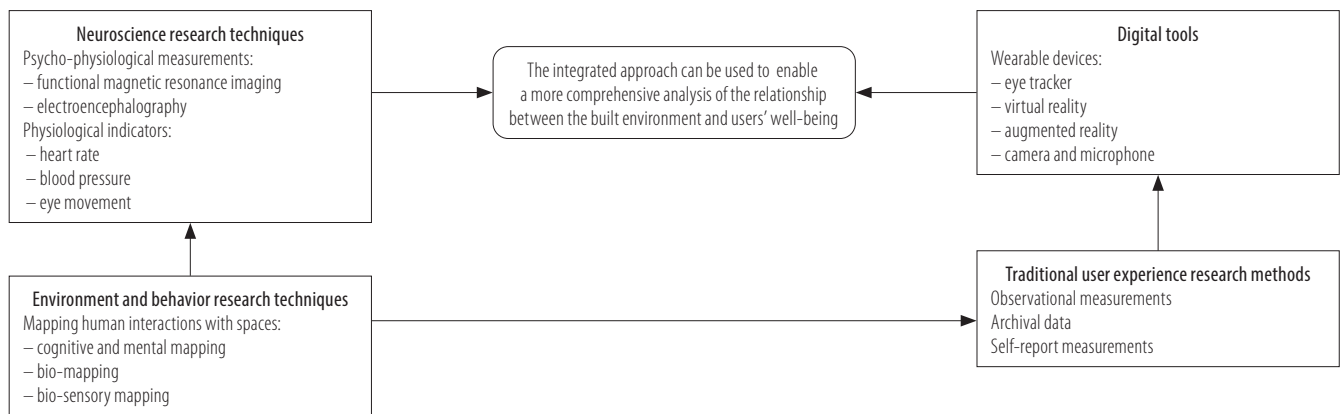 Neuroscience research techniques
Psycho-physiological measurements:
– functional magnetic resonance imaging
– electroencephalography
Physiological indicators:
– heart rate
– blood pressure
– eye movement
The integrated approach can be used to enable
a more comprehensive analysis of the relationship
between the built environment and users’ well-being
Digital tools
Wearable devices:
– eye tracker
– virtual reality
– augmented reality
– camera and microphone
Environment and behavior research techniques
Mapping human interactions with spaces:
– cognitive and mental mapping
– bio-mapping
– bio-sensory mapping
Traditional user experience research methods
Observational measurements
Archival data
Self-report measurements